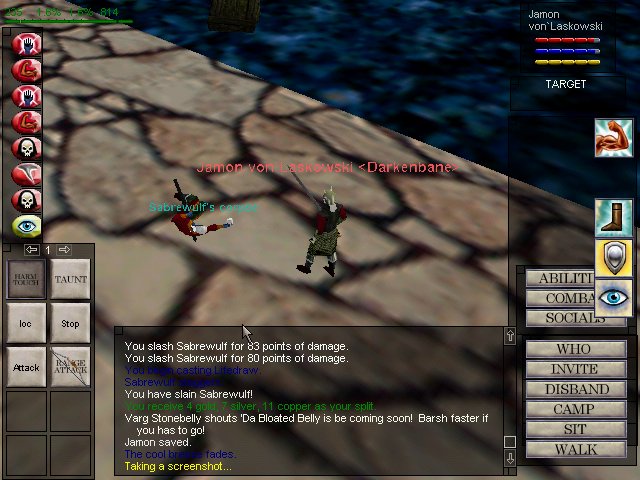 814
Jamon
von`Laskowski
TARGET
Jamon von`Laskowski <Darkenbane>
Sabrewulf's corpse
1
HARM TOUCH
TAUNT
loc
Stop
Attack
RANGE ATTACK
ABILITI
COMBA
SOCIALS
WHO
INVITE
DISBAND
CAMP
SIT
WALK
You slash Sabrewulf for 83 points of damage.
You slash Sabrewulf for 80 points of damage.
You begin casting Lifedraw.
Sabrewulf staggers.
You have slain Sabrewulf!
You receive 4 gold, 7 silver, 11 copper as your split.
Varg Stonebelly shouts 'Da Bloated Belly is be coming soon!  Barsh faster if
you has to go!
Jamon saved.
The cool breeze fades.
Taking a screenshot...